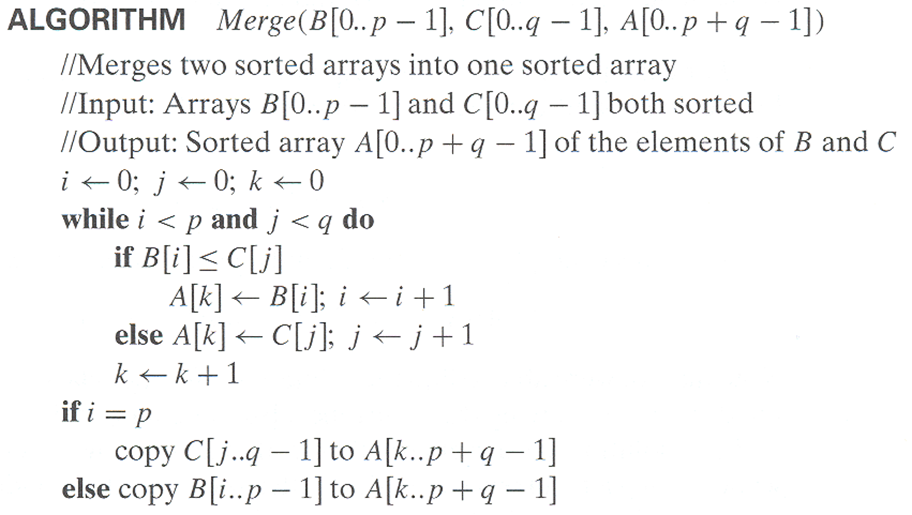 ALGORITHM Merge(B[0..p − 1], C[0..q − 1], A[0..p + q − 1])
//Merges two sorted arrays into one sorted array
//Input: Arrays B[0..p − 1] and C[0..q − 1] both sorted
//Output: Sorted array A[0..p + q − 1] of the elements of B and C
i ← 0; j ← 0; k ← 0
while i < p and j < q do
if B[i] ≤ C[j]
A[k] ← B[i]; i ← i + 1
else A[k] ← C[j]; j ← j + 1
k ← k + 1
if i = p
copy C[j..q − 1] to A[k..p + q − 1]
else copy B[i..p − 1] to A[k..p + q − 1]